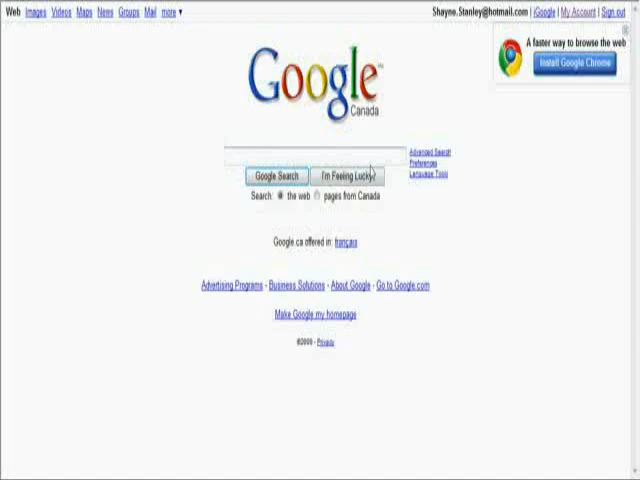 Web Images Videos Maps News Groups Mail more ▼
Shayne.Stanley@hotmail.com | iGoogle | My Account | Sign out
A faster way to browse the web
Install Google Chrome
Google™
Canada
Advanced Search
Preferences
Language Tools
Google Search I'm Feeling Lucky
Search: the web pages from Canada
Google.ca offered in: français
Advertising Programs - Business Solutions - About Google - Go to Google.com
Make Google my homepage
©2009 - Privacy